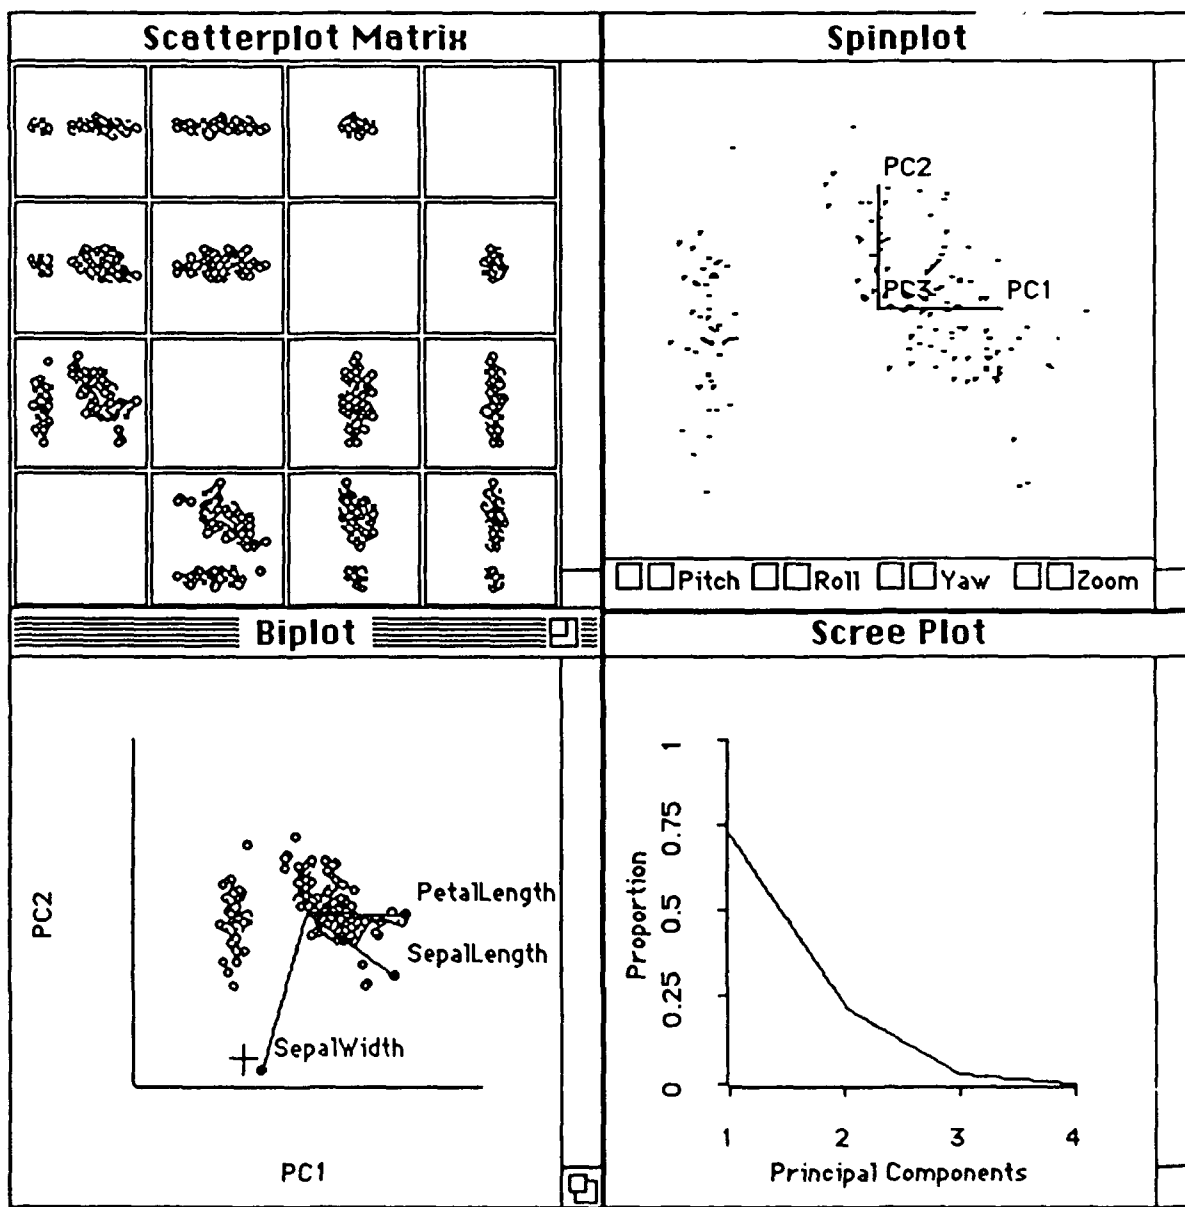 Scatterplot Matrix
Spinplot
PC2
PC3
PC1
Pitch Roll Yaw Zoom
Biplot
PC2
PetalLength
SepalLength
SepalWidth
PC1
Scree Plot
Proportion
1
0.75
0.5
0.25
0
1 2 3 4
Principal Components